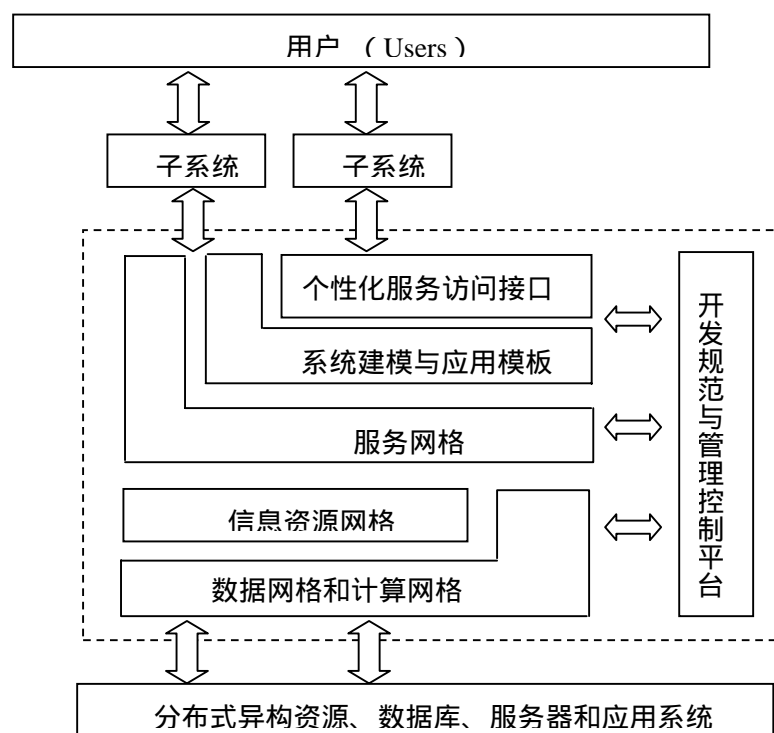 用户 （Users）
子系统 子系统
个性化服务访问接口
系统建模与应用模板
服务网格
信息资源网格
数据网格和计算网格
开发规范与管理控制平台
分布式异构资源、数据库、服务器和应用系统